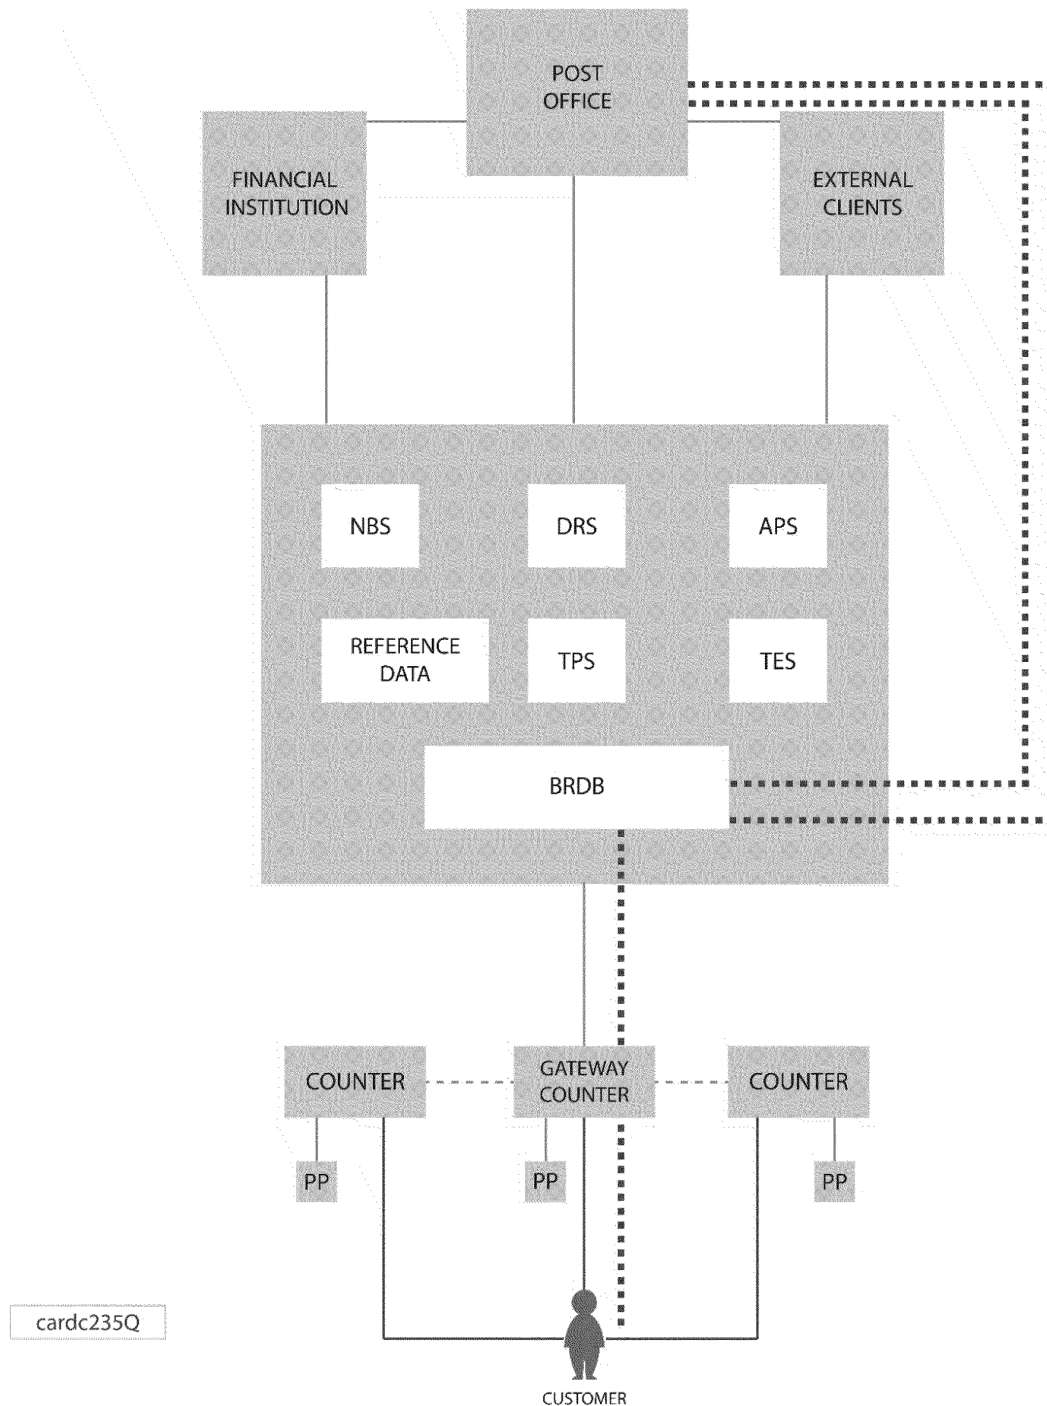 POST
OFFICE
FINANCIAL
INSTITUTION
EXTERNAL
CLIENTS
NBS
DRS
APS
REFERENCE
DATA
TPS
TES
BRDB
COUNTER
GATEWAY
COUNTER
COUNTER
PP
PP
PP
cardc235Q
CUSTOMER